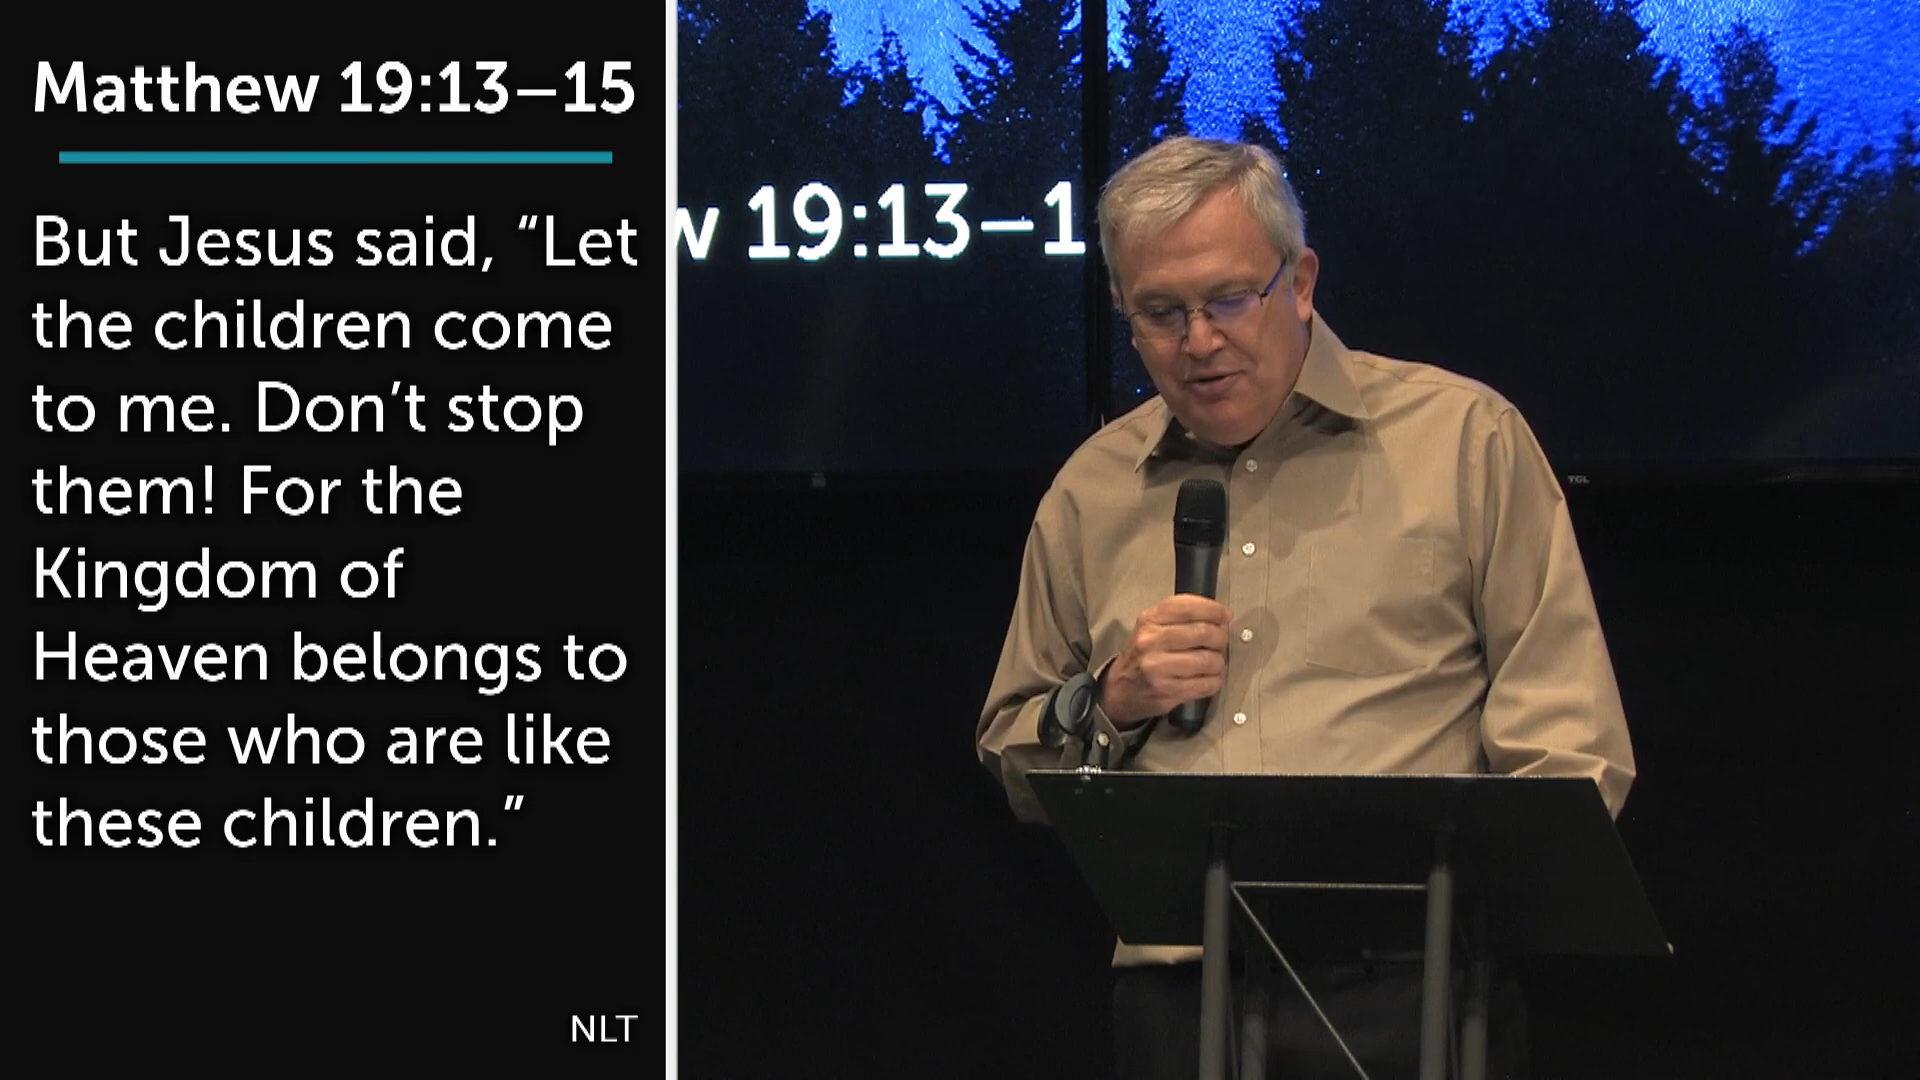 Matthew 19:13–15
But Jesus said, “Let
the children come
to me. Don’t stop
them! For the
Kingdom of
Heaven belongs to
those who are like
these children.”
NLT
w 19:13–1
TCL